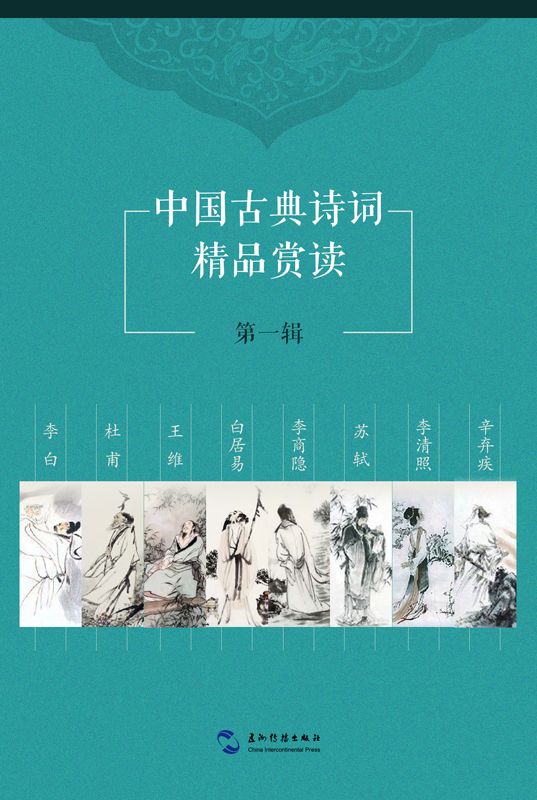 中国古典诗词
精品赏读
第一辑
李白
杜甫
王维
白居易
李商隐
苏轼
李清照
辛弃疾
五洲传播出版社
China Intercontinental Press